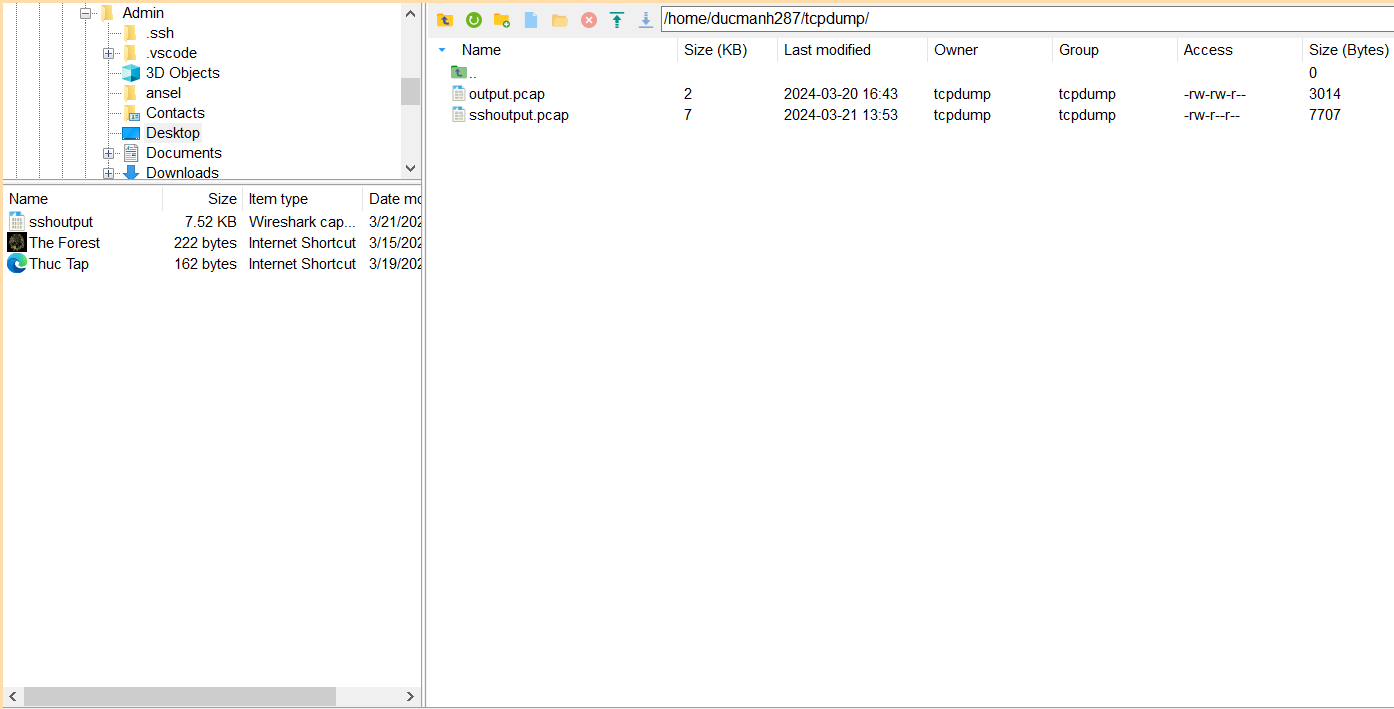 Admin
.ssh
.vscode
3D Objects
ansel
Contacts
Desktop
Documents
Downloads
Name Size Item type Date mo
sshoutput 7.52 KB Wireshark cap... 3/21/202
The Forest 222 bytes Internet Shortcut 3/15/202
Thuc Tap 162 bytes Internet Shortcut 3/19/202
/home/ducmanh287/tcpdump/
Name Size (KB) Last modified Owner Group Access Size (Bytes)
.. 0
output.pcap 2 2024-03-20 16:43 tcpdump tcpdump -rw-rw-r-- 3014
sshoutput.pcap 7 2024-03-21 13:53 tcpdump tcpdump -rw-r--r-- 7707